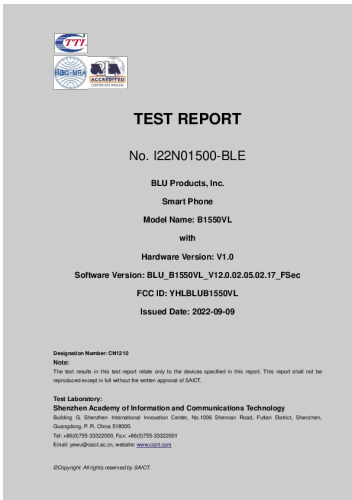 CTTL
ilac-MRA
ACCREDITED
TEST REPORT
No. I22N01500-BLE
BLU Products, Inc.
Smart Phone
Model Name: B1550VL
with
Hardware Version: V1.0
Software Version: BLU_B1550VL_V12.0.02.05.02.17_FSec
FCC ID: YHLBLUB1550VL
Issued Date: 2022-09-09
Designation Number: CN1210
Note:
The test results in this test report relate only to the devices specified in this report. This report shall not be
reproduced except in full without the written approval of SAICT.
Test Laboratory:
Shenzhen Academy of Information and Communications Technology
Building G, Shenzhen International Innovation Center, No.1006 Shennan Road, Futian District, Shenzhen,
Guangdong, P. R. China 518000.
Tel: +86(0)755-33322000, Fax: +86(0)755-33322001
Email: yewu@saict.ac.cn, website: www.cszit.com
©Copyright. All rights reserved by SAICT.